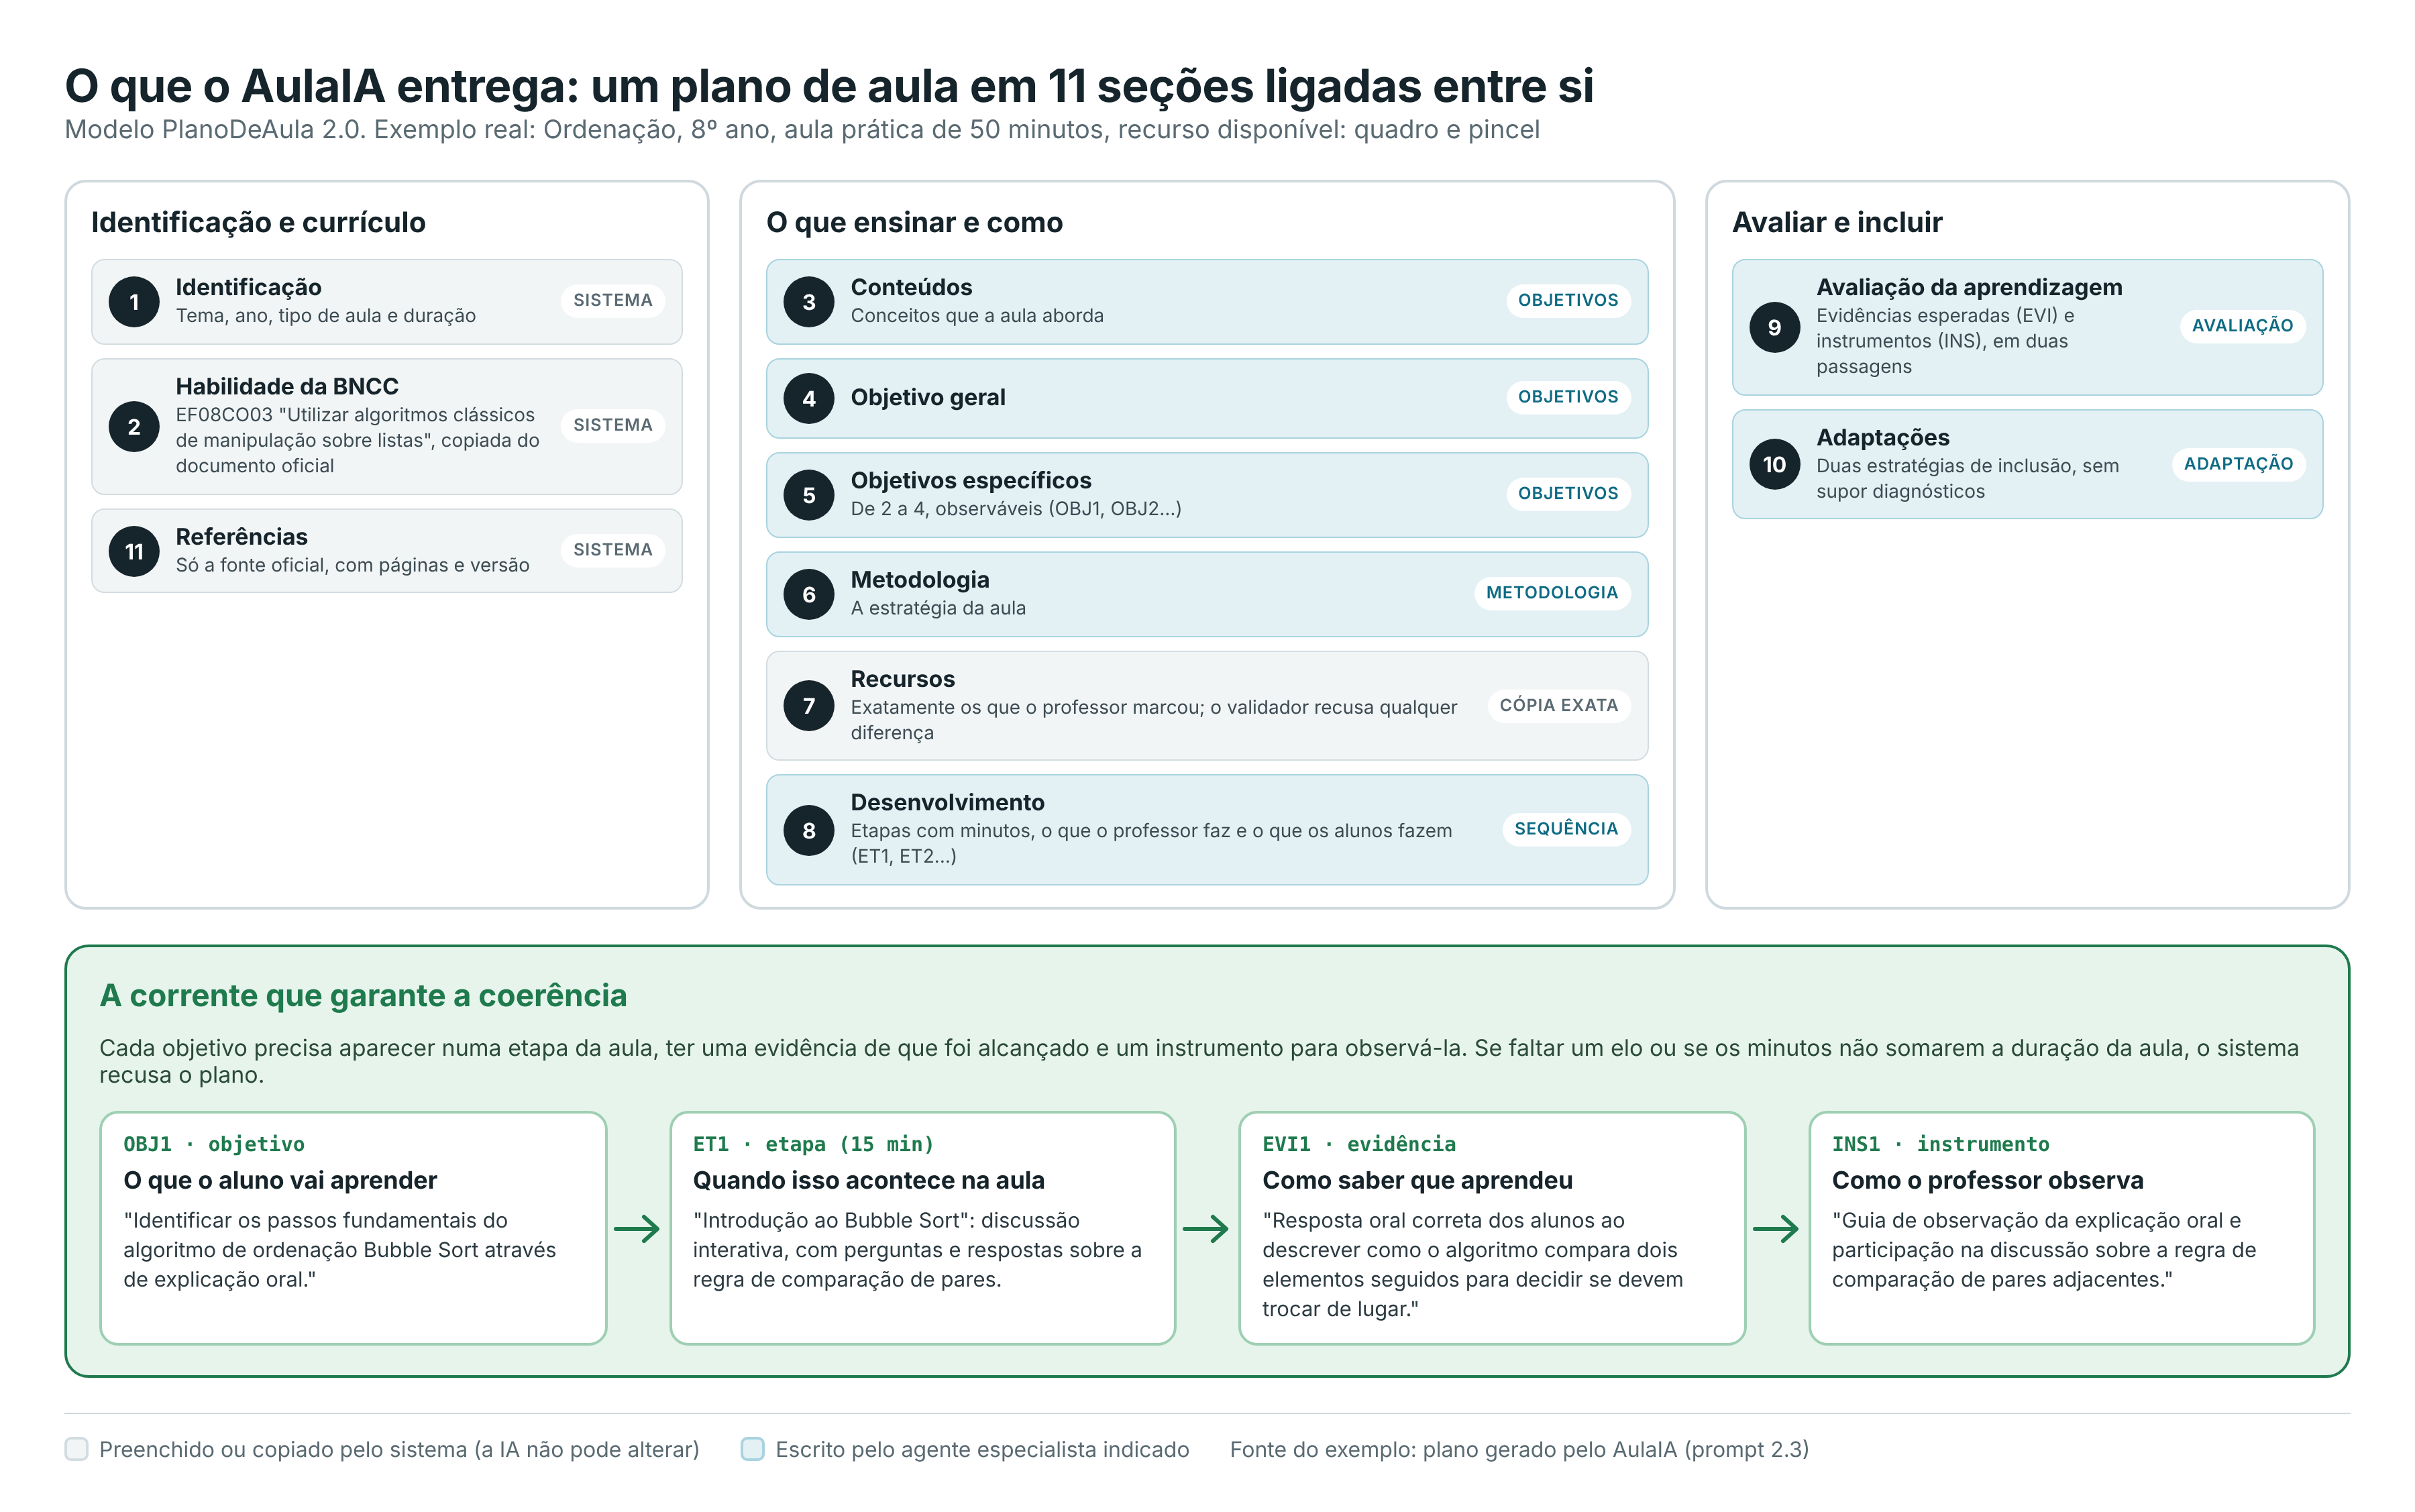 O que o AulaIA entrega: um plano de aula em 11 seções ligadas entre si
Modelo PlanoDeAula 2.0. Exemplo real: Ordenação, 8º ano, aula prática de 50 minutos, recurso disponível: quadro e pincel
Identificação e currículo
1
Identificação
Tema, ano, tipo de aula e duração
SISTEMA
2
Habilidade da BNCC
EF08CO03 "Utilizar algoritmos clássicos
de manipulação sobre listas", copiada do
documento oficial
SISTEMA
11
Referências
Só a fonte oficial, com páginas e versão
SISTEMA
O que ensinar e como
3
Conteúdos
Conceitos que a aula aborda
OBJETIVOS
4
Objetivo geral
OBJETIVOS
5
Objetivos específicos
De 2 a 4, observáveis (OBJ1, OBJ2...)
OBJETIVOS
6
Metodologia
A estratégia da aula
METODOLOGIA
7
Recursos
Exatamente os que o professor marcou; o validador recusa qualquer
diferença
CÓPIA EXATA
8
Desenvolvimento
Etapas com minutos, o que o professor faz e o que os alunos fazem
(ET1, ET2...)
SEQUÊNCIA
Avaliar e incluir
9
Avaliação da aprendizagem
Evidências esperadas (EVI) e
instrumentos (INS), em duas
passagens
AVALIAÇÃO
10
Adaptações
Duas estratégias de inclusão, sem
supor diagnósticos
ADAPTAÇÃO
A corrente que garante a coerência
Cada objetivo precisa aparecer numa etapa da aula, ter uma evidência de que foi alcançado e um instrumento para observá-la. Se faltar um elo ou se os minutos não somarem a duração da aula, o sistema
recusa o plano.
OBJ1 · objetivo
O que o aluno vai aprender
"Identificar os passos fundamentais do
algoritmo de ordenação Bubble Sort através
de explicação oral."
ET1 · etapa (15 min)
Quando isso acontece na aula
"Introdução ao Bubble Sort": discussão
interativa, com perguntas e respostas sobre a
regra de comparação de pares.
EVI1 · evidência
Como saber que aprendeu
"Resposta oral correta dos alunos ao
descrever como o algoritmo compara dois
elementos seguidos para decidir se devem
trocar de lugar."
INS1 · instrumento
Como o professor observa
"Guia de observação da explicação oral e
participação na discussão sobre a regra de
comparação de pares adjacentes."
Preenchido ou copiado pelo sistema (a IA não pode alterar)
Escrito pelo agente especialista indicado
Fonte do exemplo: plano gerado pelo AulaIA (prompt 2.3)